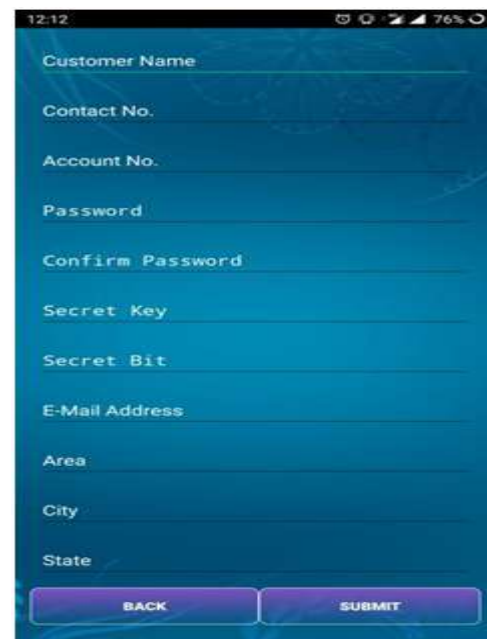 12:12 76%
Customer Name
Contact No.
Account No.
Password
Confirm Password
Secret Key
Secret Bit
E-Mail Address
Area
City
State
BACK SUBMIT